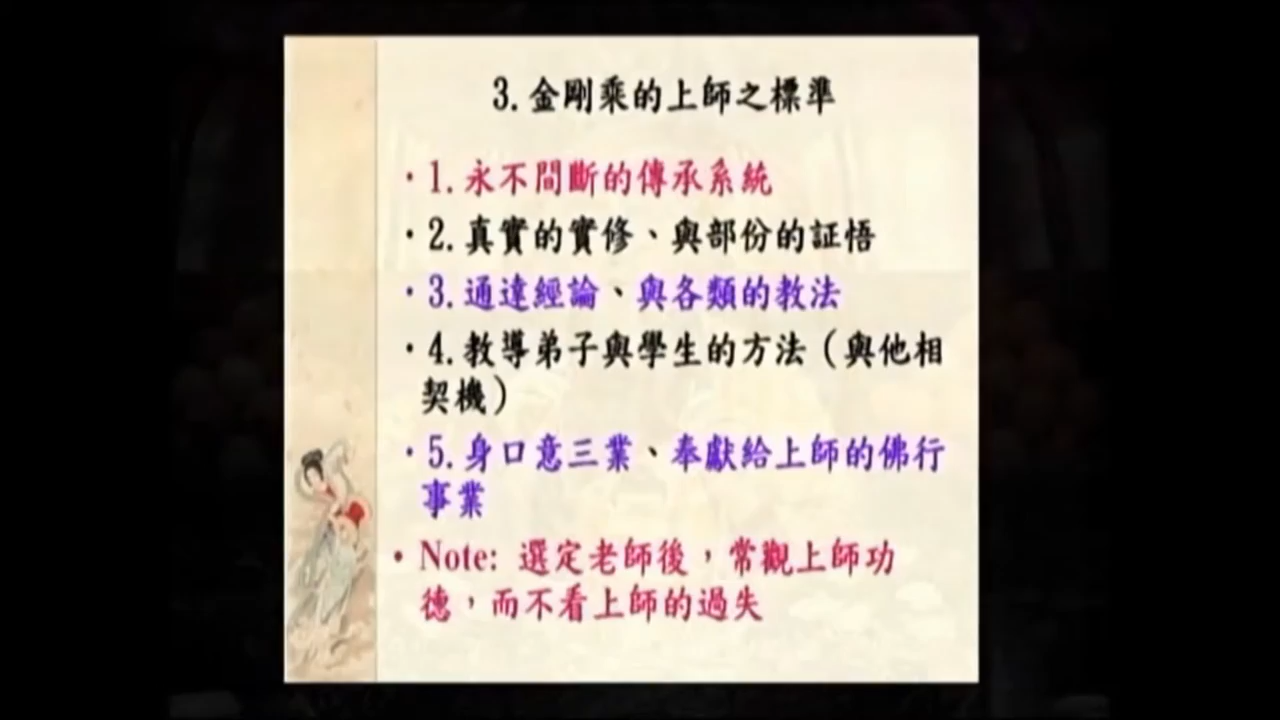 3.金剛乘的上師之標準
·1.永不間斷的傳承系統
·2.真實的實修、與部份的証悟
·3.通達經論、與各類的教法
·4.教導弟子與學生的方法（與他相
契機）
·5.身口意三業、奉獻給上師的佛行
事業
•Note: 選定老師後，常觀上師功
德，而不看上師的過失